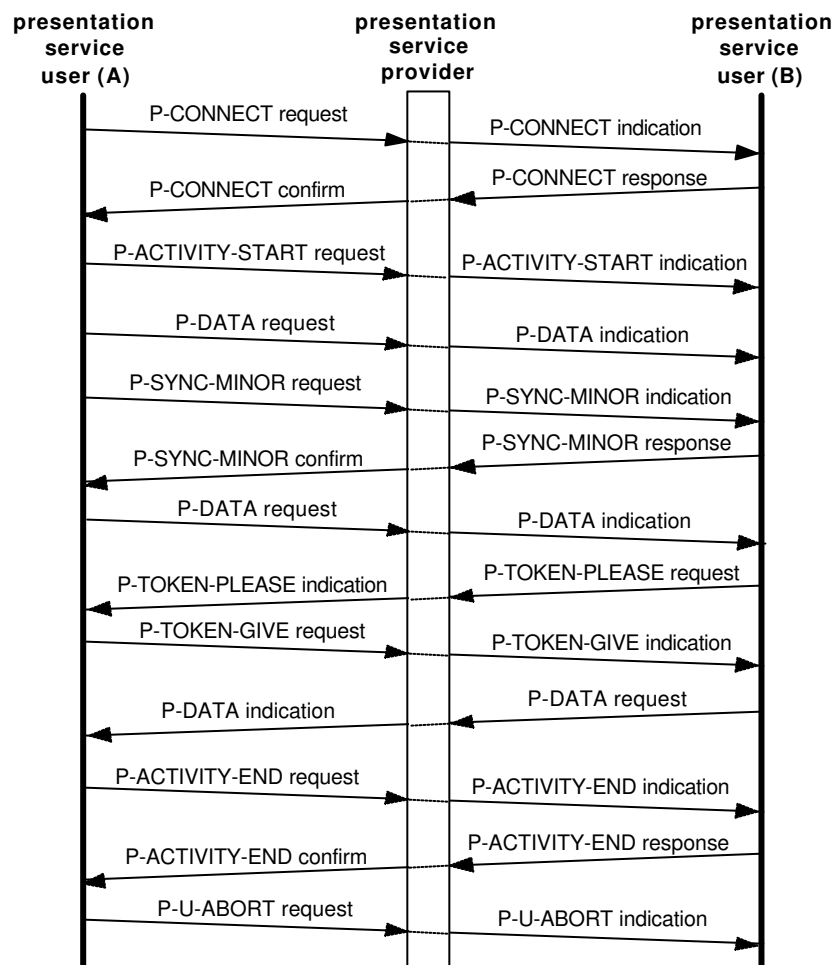 presentation
service
user (A)
presentation
service
provider
presentation
service
user (B)
P-CONNECT request
P-CONNECT indication
P-CONNECT response
P-CONNECT confirm
P-ACTIVITY-START request
P-ACTIVITY-START indication
P-DATA request
P-DATA indication
P-SYNC-MINOR request
P-SYNC-MINOR indication
P-SYNC-MINOR response
P-SYNC-MINOR confirm
P-DATA request
P-DATA indication
P-TOKEN-PLEASE request
P-TOKEN-PLEASE indication
P-TOKEN-GIVE request
P-TOKEN-GIVE indication
P-DATA request
P-DATA indication
P-ACTIVITY-END request
P-ACTIVITY-END indication
P-ACTIVITY-END response
P-ACTIVITY-END confirm
P-U-ABORT request
P-U-ABORT indication